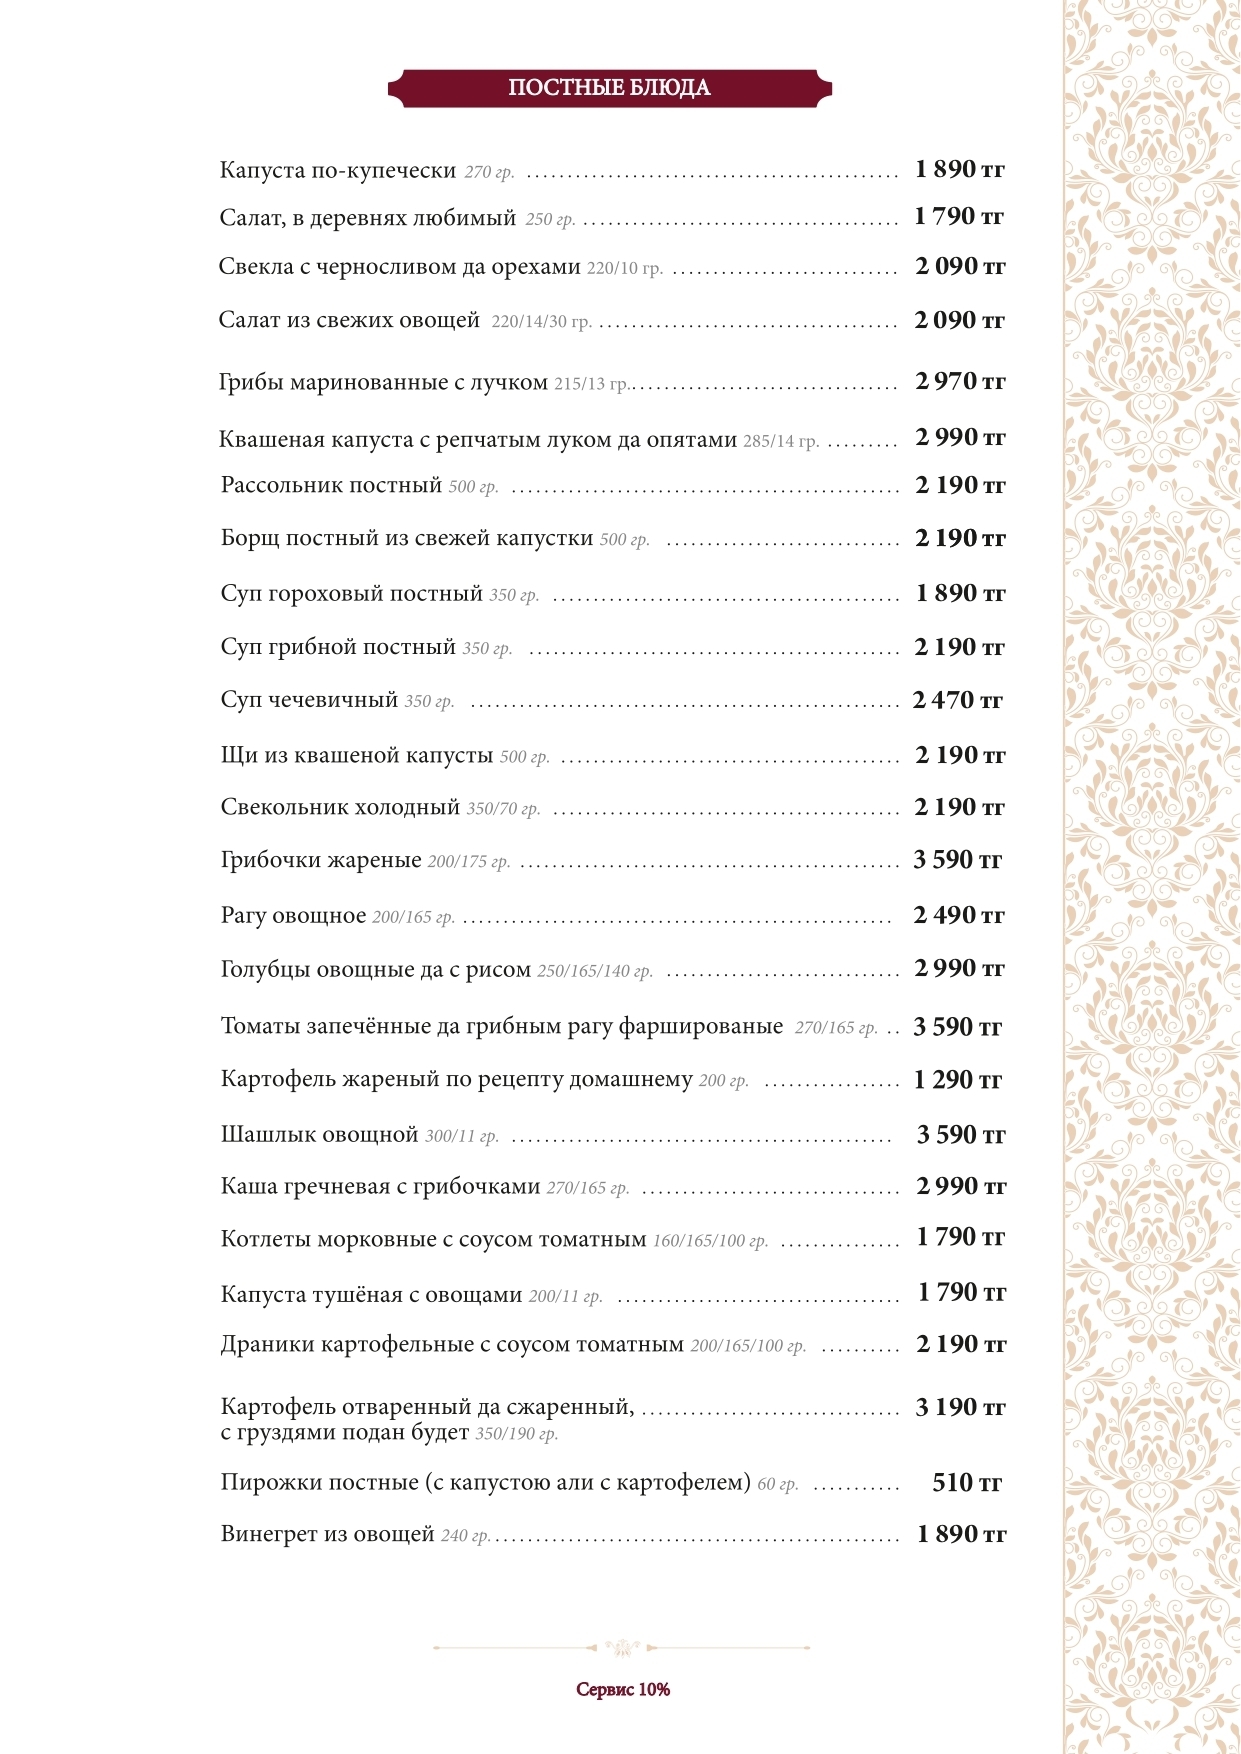 ПОСТНЫЕ БЛЮДА
Капуста по-купечески 270 гр. ............................................. 1 890 тг
Салат, в деревнях любимый 250 гр. ....................................... 1 790 тг
Свекла с черносливом да орехами 220/10 гр. ............................ 2 090 тг
Салат из свежих овощей 220/14/30 гр. ..................................... 2 090 тг
Грибы маринованные с лучком 215/13 гр.................................. 2 970 тг
Квашеная капуста с репчатым луком да опятами 285/14 гр. ......... 2 990 тг
Рассольник постный 500 гр. ................................................ 2 190 тг
Борщ постный из свежей капустки 500 гр. ............................. 2 190 тг
Суп гороховый постный 350 гр. ........................................... 1 890 тг
Суп грибной постный 350 гр. .............................................. 2 190 тг
Суп чечевичный 350 гр. ..................................................... 2 470 тг
Щи из квашеной капусты 500 гр. .......................................... 2 190 тг
Свекольник холодный 350/70 гр. ........................................... 2 190 тг
Грибочки жареные 200/175 гр. ............................................... 3 590 тг
Рагу овощное 200/165 гр. ..................................................... 2 490 тг
Голубцы овощные да с рисом 250/165/140 гр. ............................. 2 990 тг
Томаты запечённые да грибным рагу фаршированые 270/165 гр. .. 3 590 тг
Картофель жареный по рецепту домашнему 200 гр. ................. 1 290 тг
Шашлык овощной 300/11 гр. ............................................... 3 590 тг
Каша гречневая с грибочками 270/165 гр. ................................ 2 990 тг
Котлеты морковные с соусом томатным 160/165/100 гр. ............... 1 790 тг
Капуста тушёная с овощами 200/11 гр. ................................... 1 790 тг
Драники картофельные с соусом томатным 200/165/100 гр. .......... 2 190 тг
Картофель отваренный да сжаренный, ................................ 3 190 тг
с груздями подан будет 350/190 гр.
Пирожки постные (с капустою али с картофелем) 60 гр. ........... 510 тг
Винегрет из овощей 240 гр. .................................................. 1 890 тг
Сервис 10%